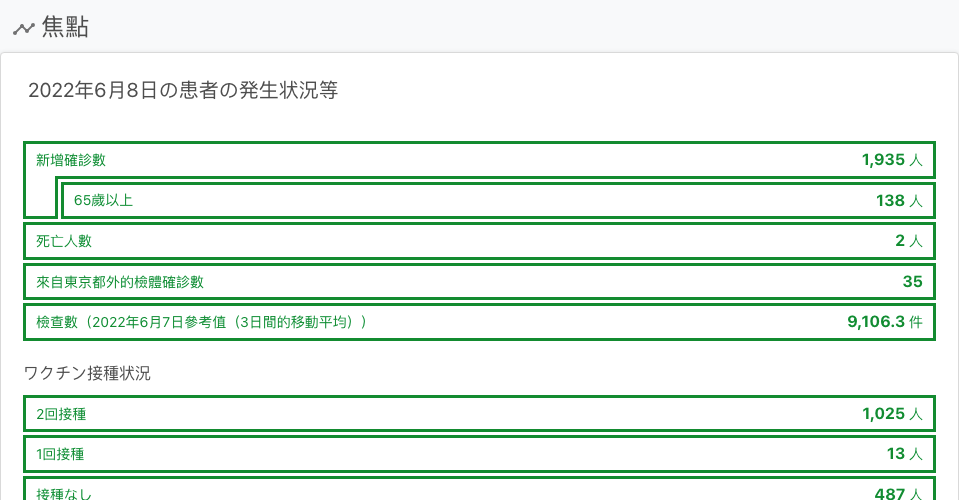 焦點
2022年6月8日の患者の発生状況等
新增確診數 1,935 人
65歲以上 138 人
死亡人數 2 人
來自東京都外的檢體確診數 35
檢查數（2022年6月7日參考值（3日間的移動平均）） 9,106.3 件
ワクチン接種状況
2回接種 1,025 人
1回接種 13 人
接種なし 487 人